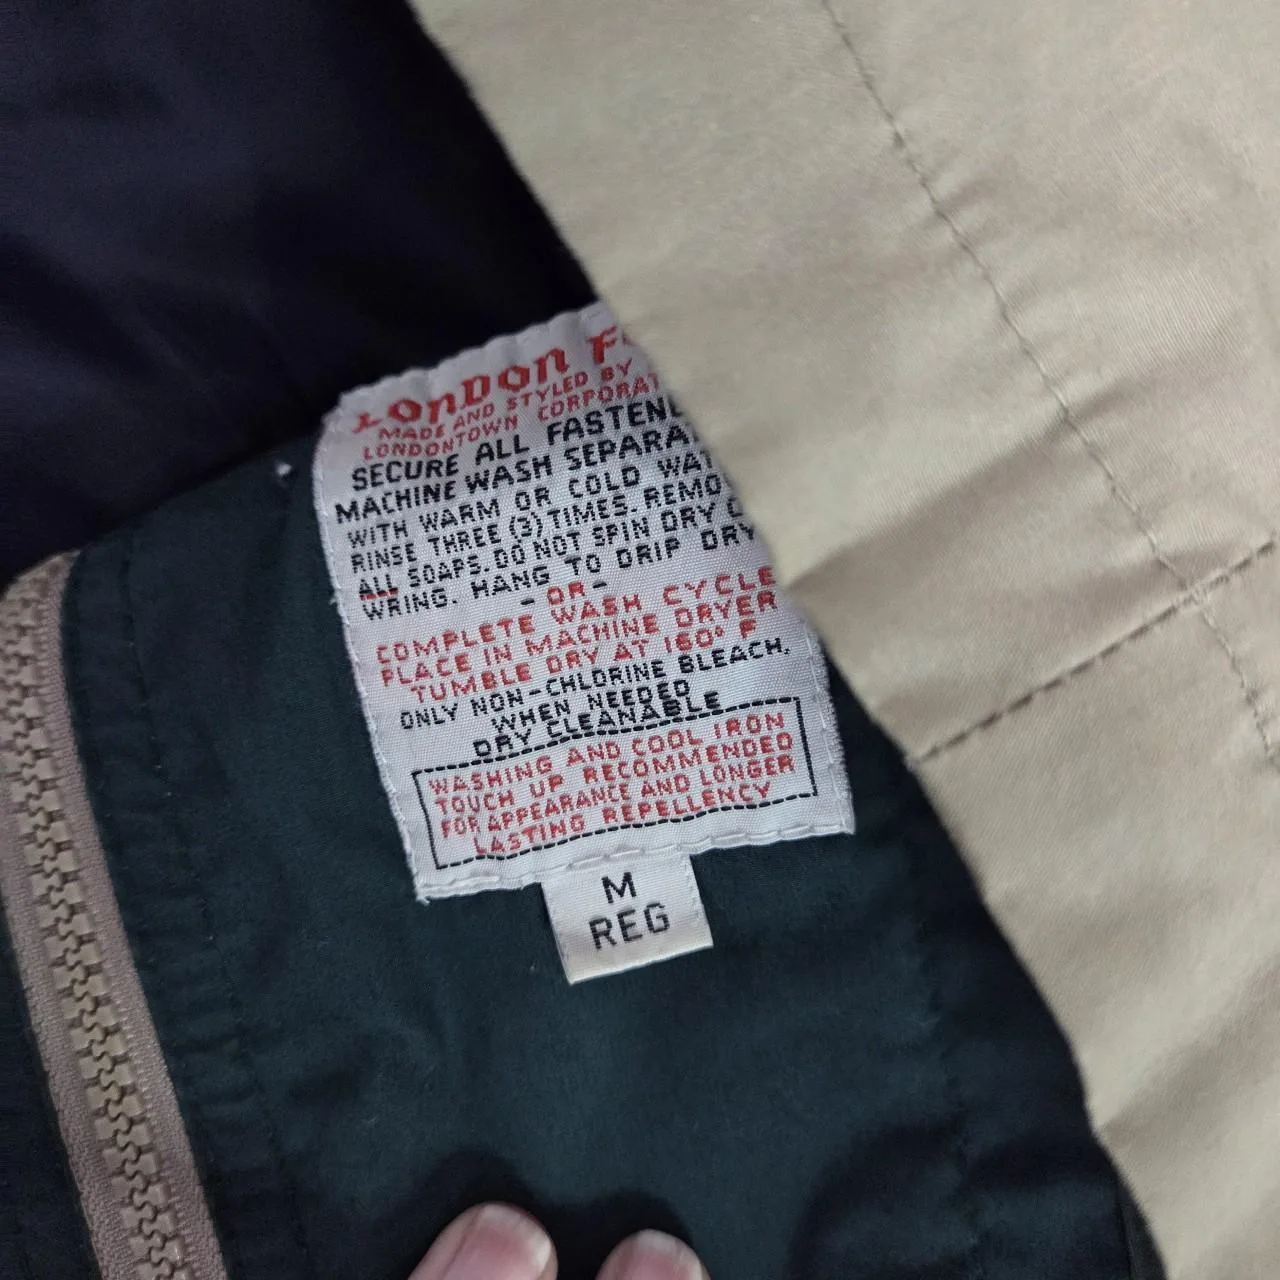 LONDON F
MADE AND STYLED BY
LONDONTOWN CORPORAT
SECURE ALL FASTENE
MACHINE WASH SEPARA
WITH WARM OR COLD WAT
RINSE THREE (3) TIMES. REMO
ALL SOAPS. DO NOT SPIN DRY O
WRING. HANG TO DRIP DRY
- OR -
COMPLETE WASH CYCLE
PLACE IN MACHINE DRYER
TUMBLE DRY AT 160° F
ONLY NON-CHLORINE BLEACH,
WHEN NEEDED
DRY CLEANABLE
WASHING AND COOL IRON
TOUCH UP RECOMMENDED
FOR APPEARANCE AND LONGER
LASTING REPELLENCY
M
REG